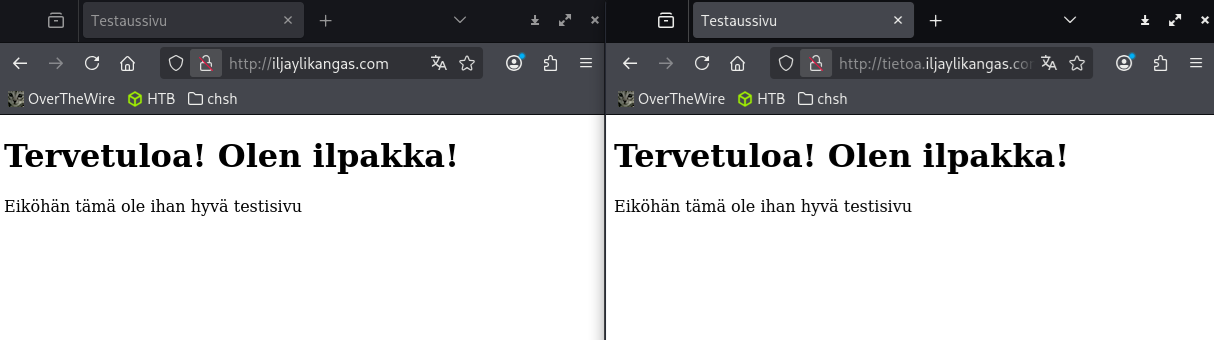 Testaussivu
http://iljaylikangas.com
OverTheWire HTB chsh
Tervetuloa! Olen ilpakka!
Eiköhän tämä ole ihan hyvä testisivu
Testaussivu
http://tietoa.iljaylikangas.co
OverTheWire HTB chsh
Tervetuloa! Olen ilpakka!
Eiköhän tämä ole ihan hyvä testisivu